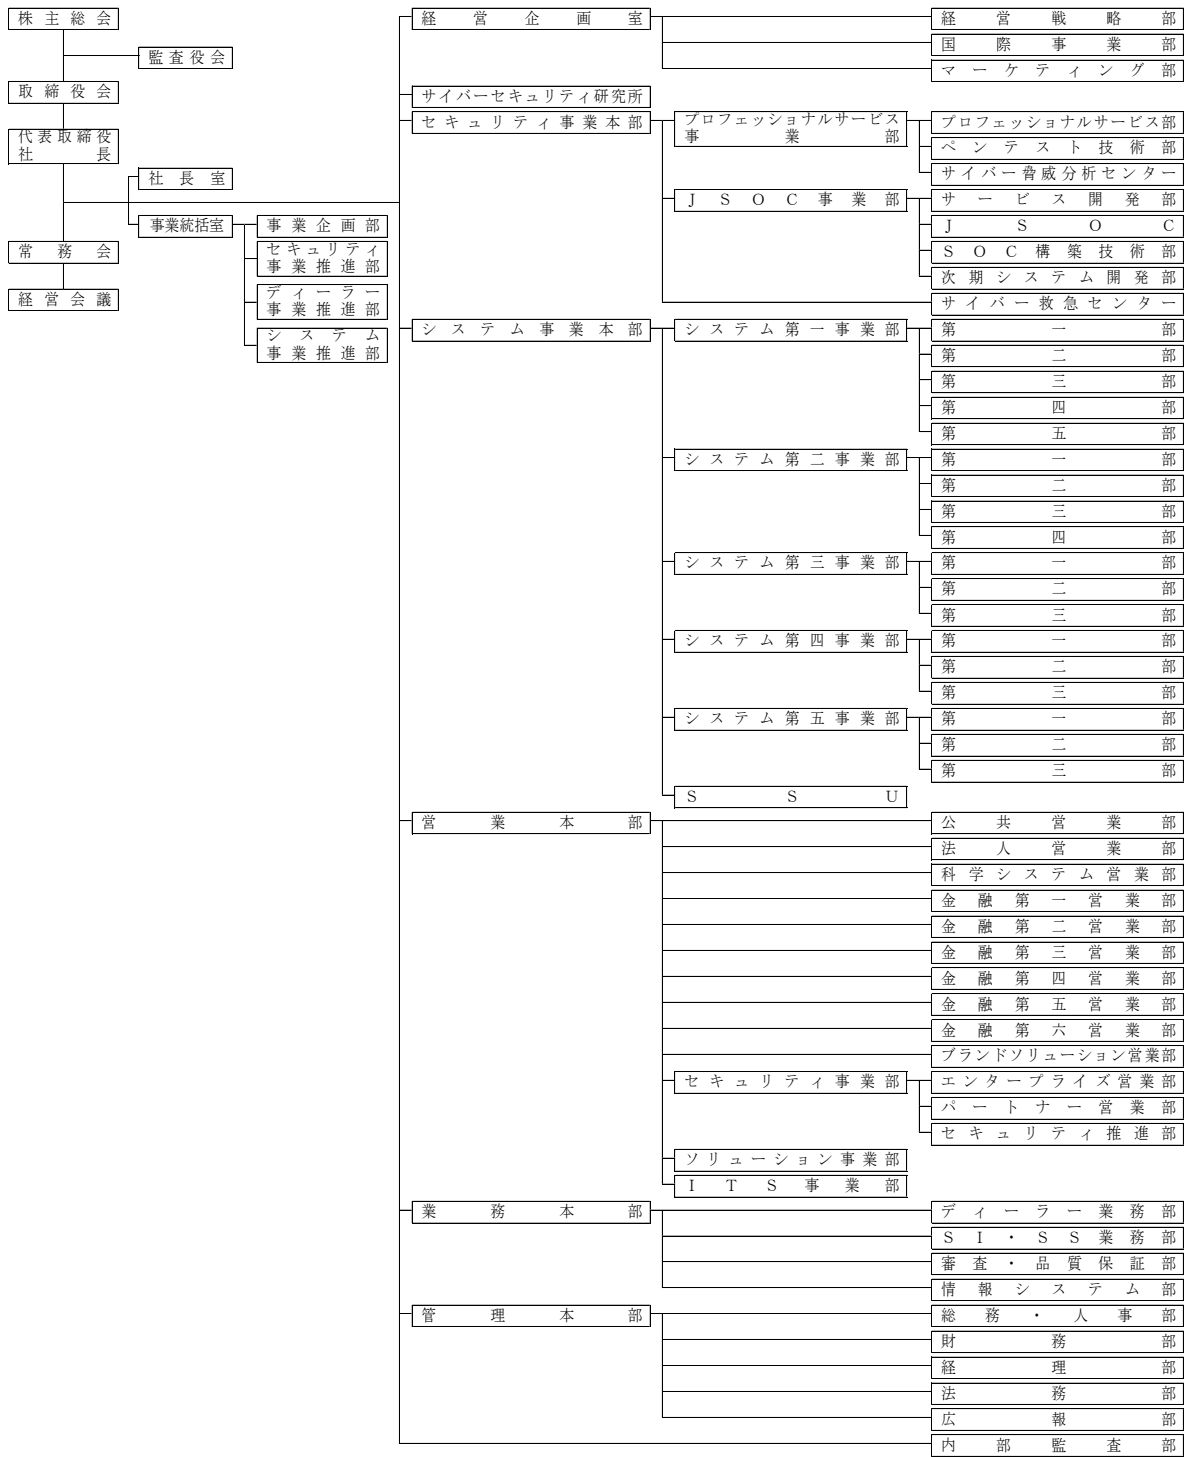 株主総会
監査役会
取締役会
代表取締役
社長
社長室
事業統括室
事業企画部
セキュリティ
事業推進部
ディーラー
事業推進部
システム
事業推進部
常務会
経営会議
経営企画室
経営戦略部
国際事業部
マーケティング部
サイバーセキュリティ研究所
セキュリティ事業本部
プロフェッショナルサービス
事業部
プロフェッショナルサービス部
ペンテスト技術部
サイバー脅威分析センター
JSOC事業部
サービス開発部
JSOC
SOC構築技術部
次期システム開発部
サイバー救急センター
システム事業本部
システム第一事業部
第一部
第二部
第三部
第四部
第五部
システム第二事業部
第一部
第二部
第三部
第四部
システム第三事業部
第一部
第二部
第三部
システム第四事業部
第一部
第二部
第三部
システム第五事業部
第一部
第二部
第三部
SSU
営業本部
公共営業部
法人営業部
科学システム営業部
金融第一営業部
金融第二営業部
金融第三営業部
金融第四営業部
金融第五営業部
金融第六営業部
ブランドソリューション営業部
セキュリティ事業部
エンタープライズ営業部
パートナー営業部
セキュリティ推進部
ソリューション事業部
ITS事業部
業務本部
ディーラー業務部
SI・SS業務部
審査・品質保証部
情報システム部
管理本部
総務・人事部
財務部
経理部
法務部
広報部
内部監査部